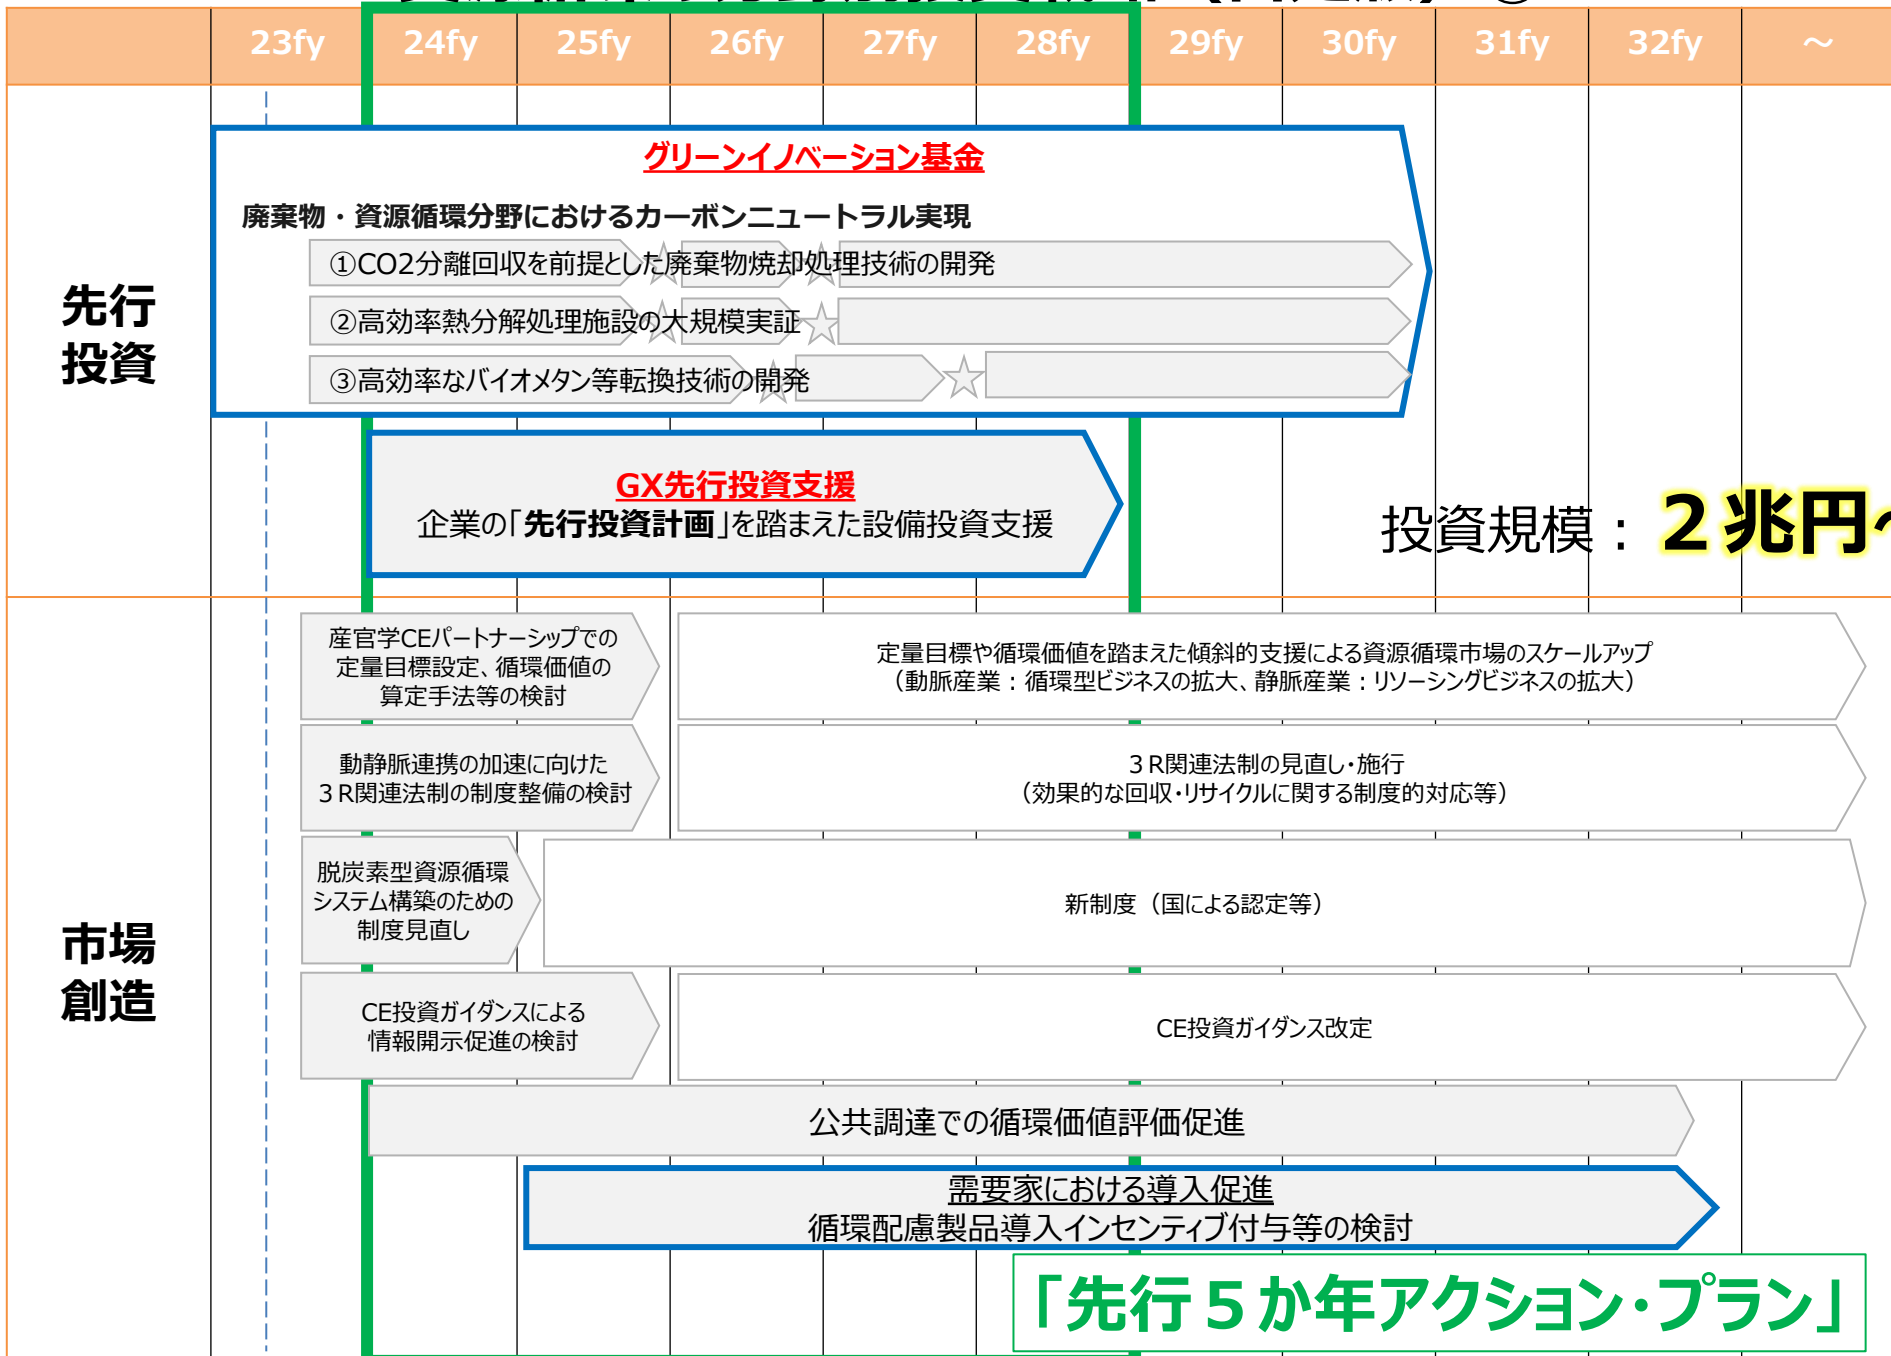 23fy 24fy 25fy 26fy 27fy 28fy 29fy 30fy 31fy 32fy ～
先行
投資
グリーンイノベーション基金
廃棄物・資源循環分野におけるカーボンニュートラル実現
①CO2分離回収を前提とした廃棄物焼却処理技術の開発
②高効率熱分解処理施設の大規模実証
③高効率なバイオメタン等転換技術の開発
GX先行投資支援
企業の「先行投資計画」を踏まえた設備投資支援
投資規模：２兆円～
市場
創造
産官学CEパートナーシップでの
定量目標設定、循環価値の
算定手法等の検討
定量目標や循環価値を踏まえた傾斜的支援による資源循環市場のスケールアップ
（動脈産業：循環型ビジネスの拡大、静脈産業：リソーシングビジネスの拡大）
動静脈連携の加速に向けた
３R関連法制の制度整備の検討
３R関連法制の見直し・施行
（効果的な回収・リサイクルに関する制度的対応等）
脱炭素型資源循環
システム構築のための
制度見直し
新制度（国による認定等）
CE投資ガイダンスによる
情報開示促進の検討
CE投資ガイダンス改定
公共調達での循環価値評価促進
需要家における導入促進
循環配慮製品導入インセンティブ付与等の検討
「先行５か年アクション・プラン」